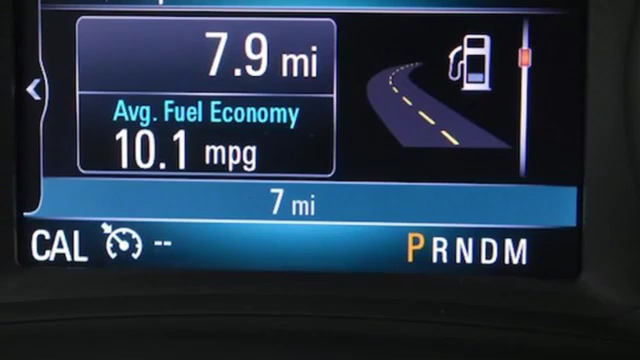 7.9 mi
Avg. Fuel Economy
10.1 mpg
7 mi
CAL -- PRNDM